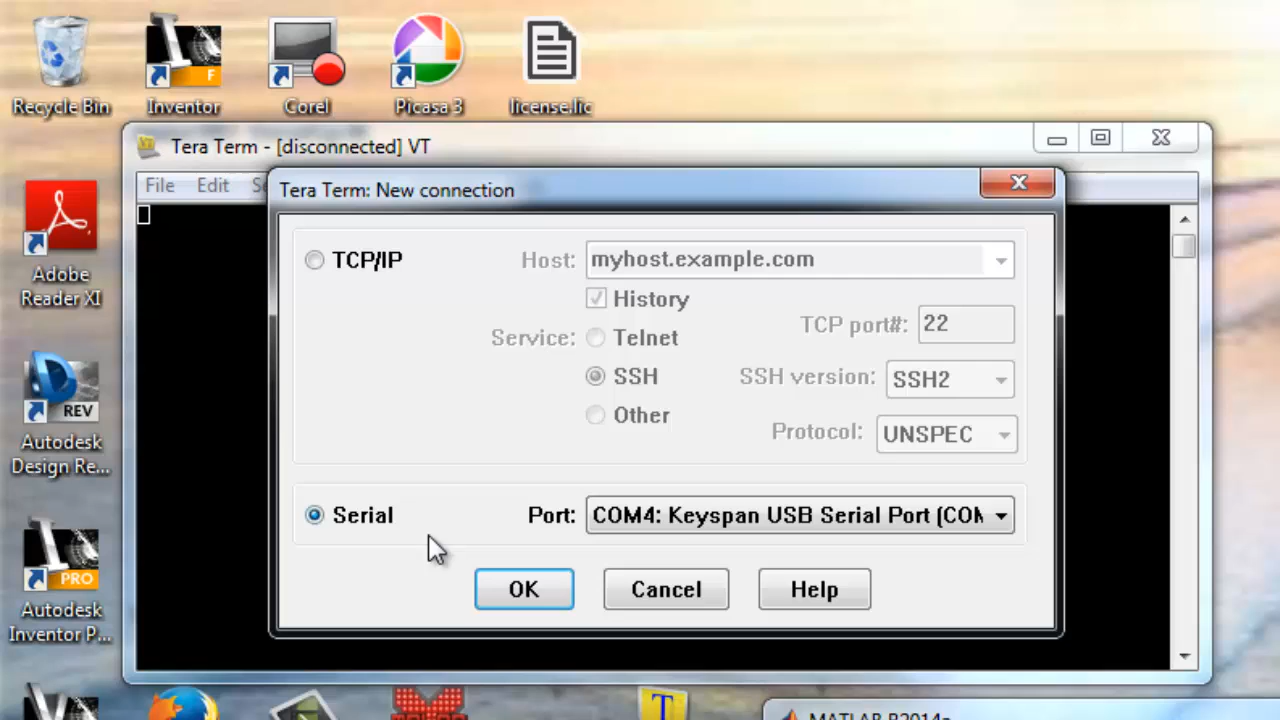 Recycle Bin
Inventor
Corel
Picasa 3
license.lic
F
Tera Term - [disconnected] VT
File Edit
Tera Term: New connection
TCP/IP
Host: myhost.example.com
History
Service: Telnet
TCP port#: 22
SSH
SSH version: SSH2
Other
Protocol: UNSPEC
Serial
Port: COM4: Keyspan USB Serial Port (COM
OK Cancel Help
Adobe
Reader XI
REV
Autodesk
Design Re...
PRO
Autodesk
Inventor P...